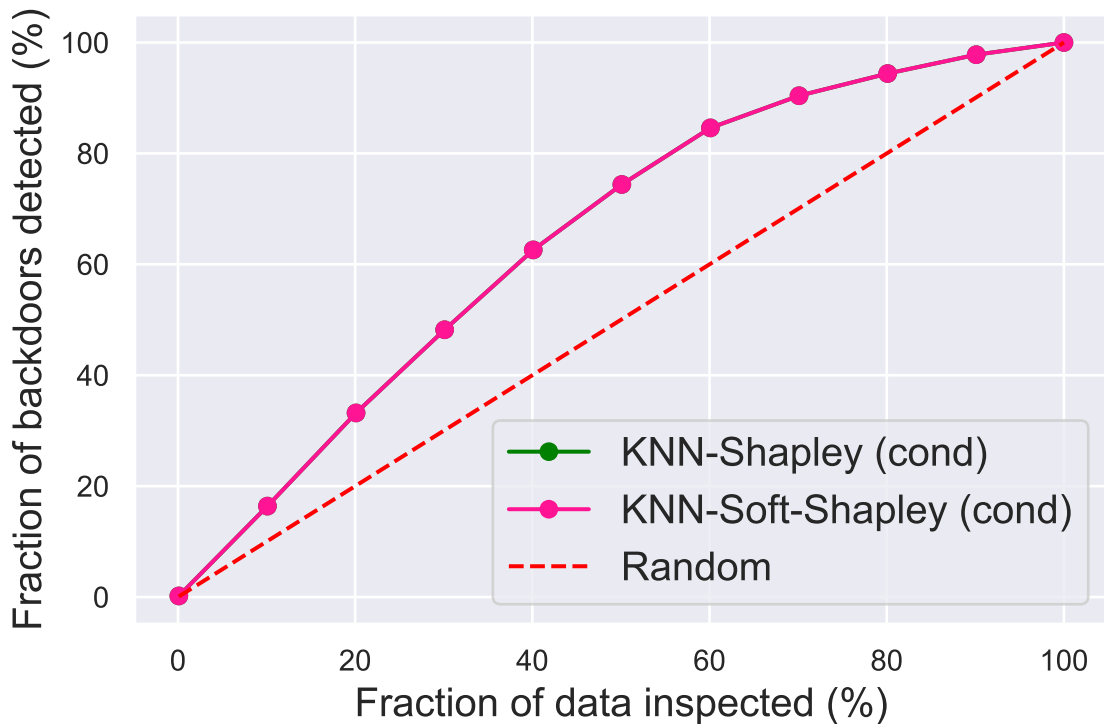 Fraction of backdoors detected (%)
100
80
60
40
20
0
KNN-Shapley (cond)
KNN-Soft-Shapley (cond)
Random
0 20 40 60 80 100
Fraction of data inspected (%)